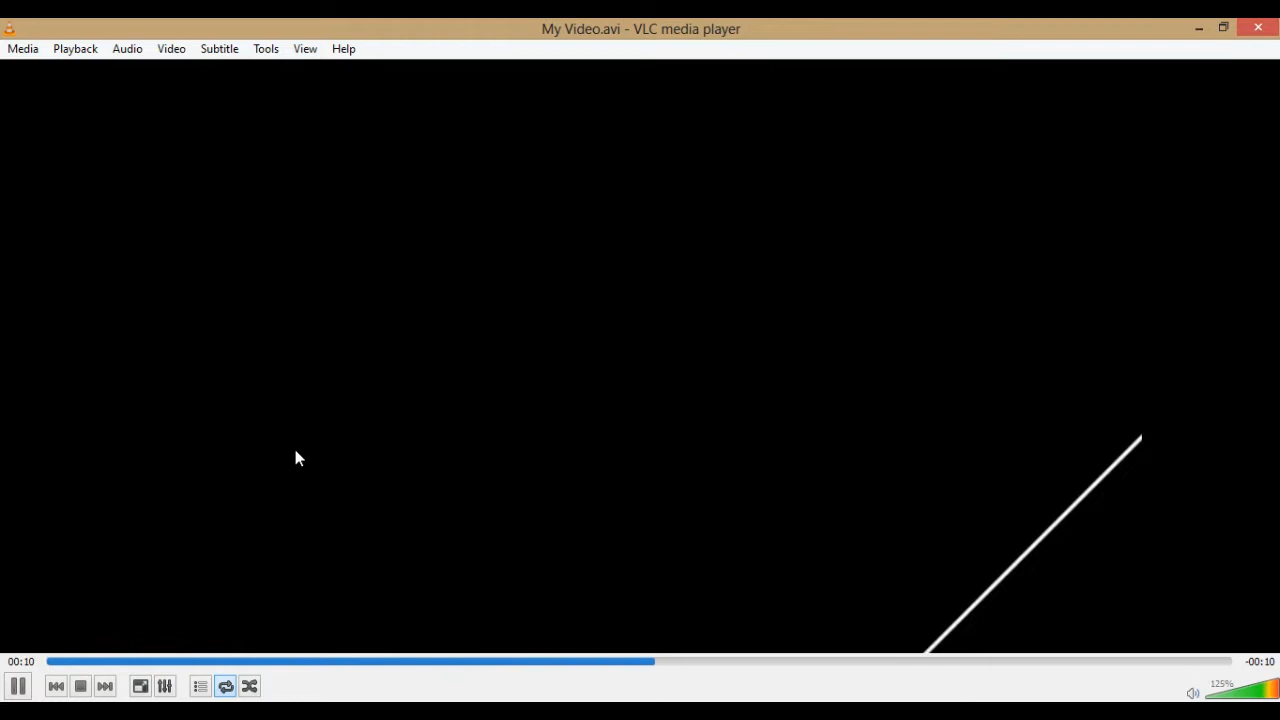 My Video.avi - VLC media player
Media Playback Audio Video Subtitle Tools View Help
00:10 -00:10
125%